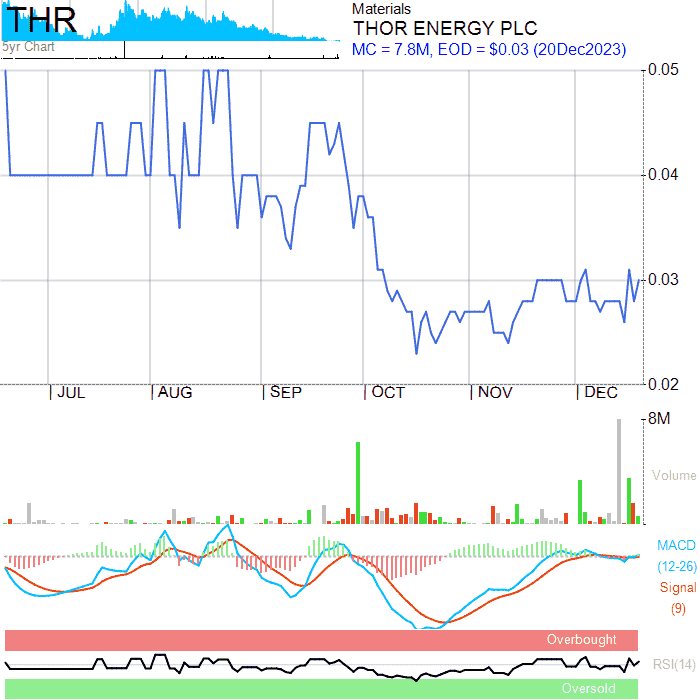 THR
5yr Chart
Materials
THOR ENERGY PLC
MC = 7.8M, EOD = $0.03 (20Dec2023)
0.05
0.04
0.03
0.02
JUL AUG SEP OCT NOV DEC
8M
Volume
MACD
(12-26)
Signal
(9)
Overbought
RSI(14)
Oversold